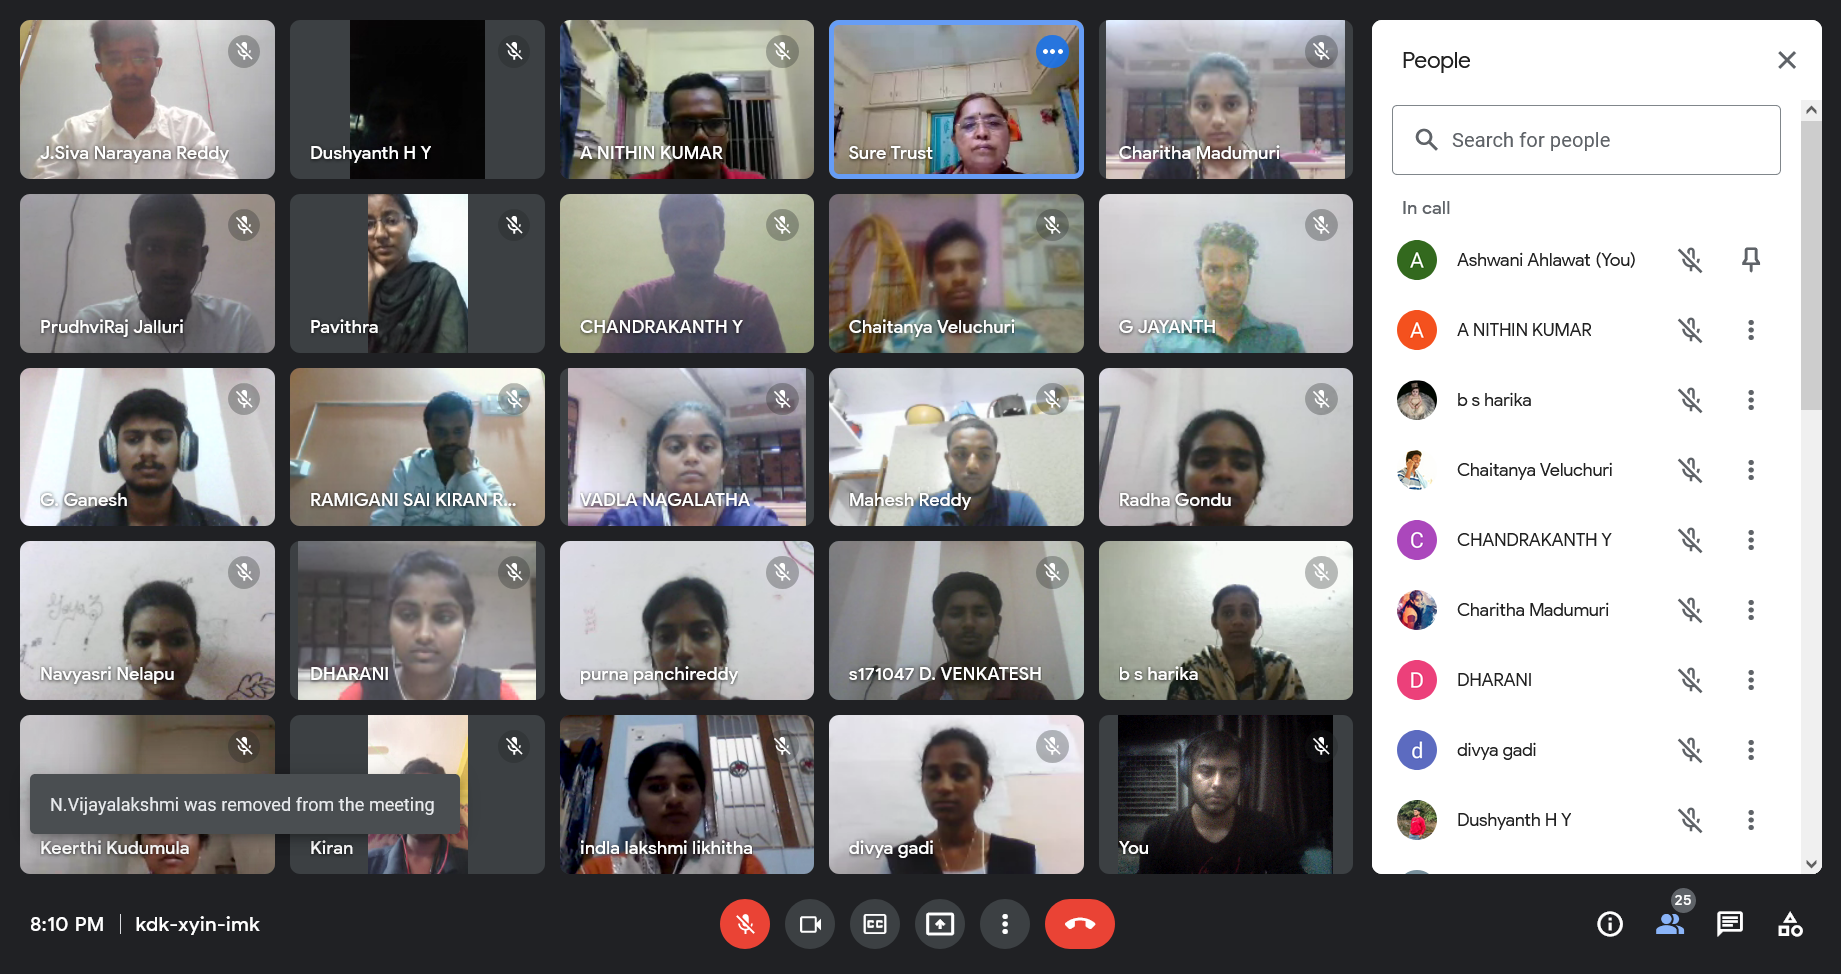 J.Siva Narayana Reddy
Dushyanth H Y
A NITHIN KUMAR
Sure Trust
Charitha Madumuri
PrudhviRaj Jalluri
Pavithra
CHANDRAKANTH Y
Chaitanya Veluchuri
G JAYANTH
G. Ganesh
RAMIGANI SAI KIRAN R...
VADLA NAGALATHA
Mahesh Reddy
Radha Gondu
Navyasri Nelapu
DHARANI
purna panchireddy
s171047 D. VENKATESH
b s harika
N.Vijayalakshmi was removed from the meeting
Keerthi Kudumula
Kiran
indla lakshmi likhitha
divya gadi
You
8:10 PM | kdk-xyin-imk
CC
People
Search for people
In call
A Ashwani Ahlawat (You)
A A NITHIN KUMAR
b s harika
Chaitanya Veluchuri
C CHANDRAKANTH Y
Charitha Madumuri
D DHARANI
d divya gadi
Dushyanth H Y
25